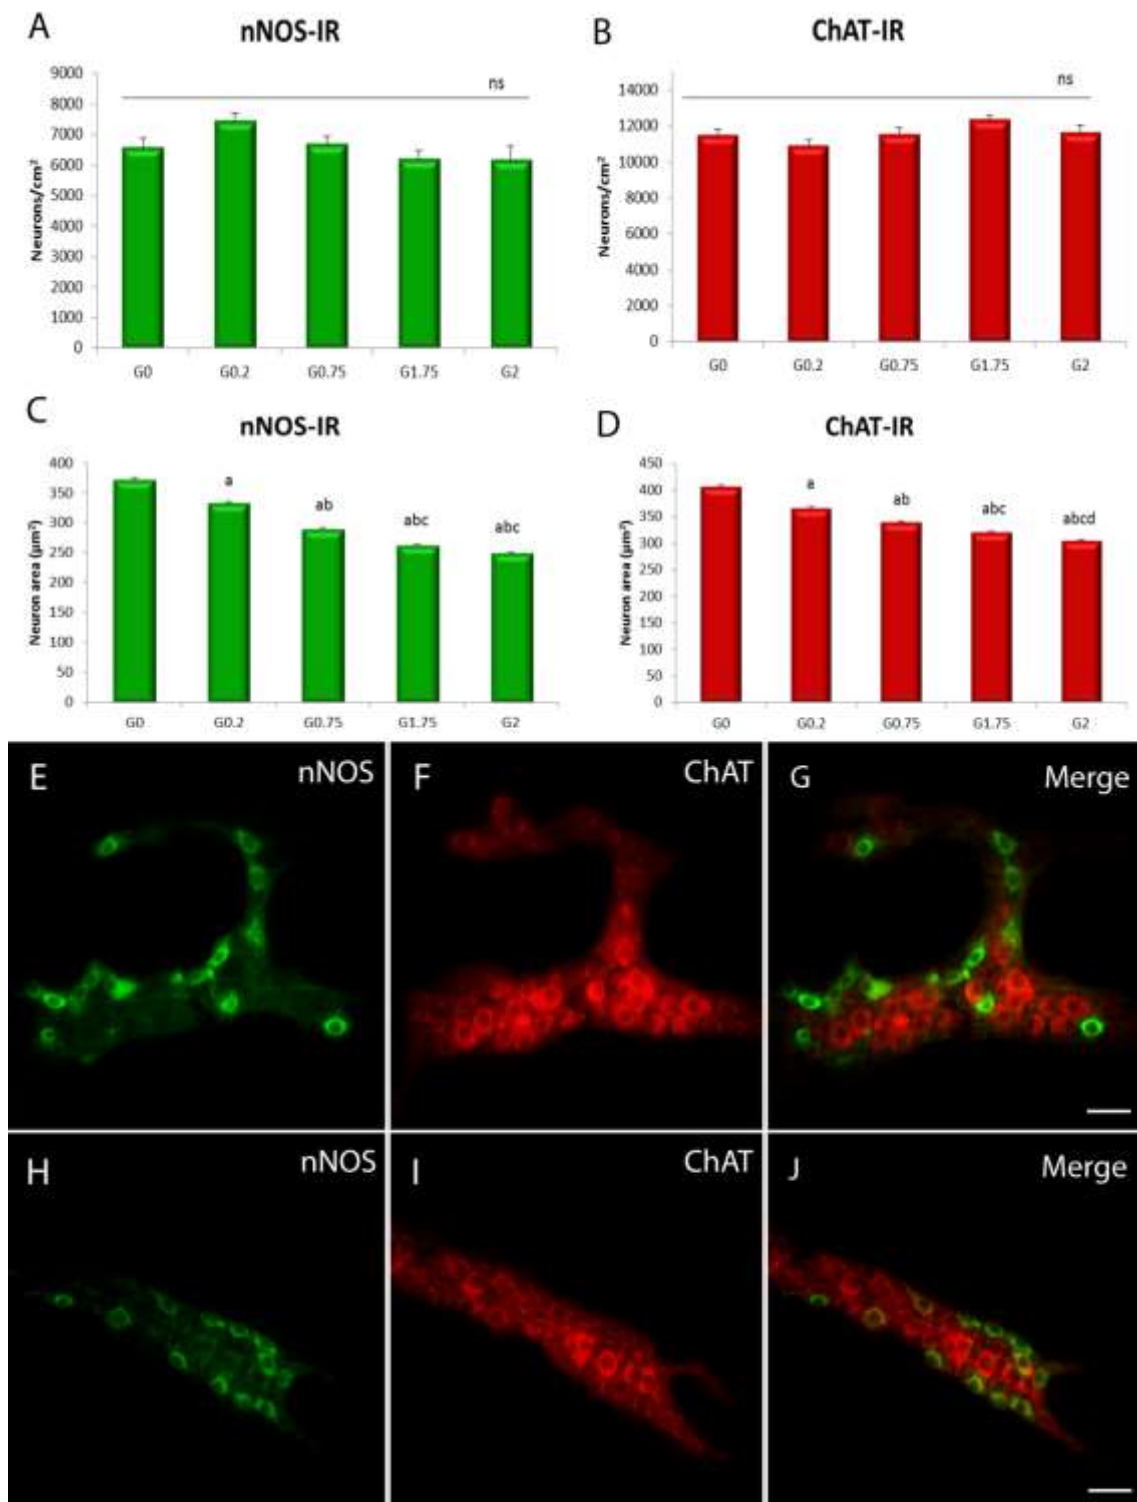 A
nNOS-IR
Neurons/cm²
9000
8000
7000
6000
5000
4000
3000
2000
1000
0
ns
G0 G0.2 G0.75 G1.75 G2
B
ChAT-IR
Neurons/cm²
14000
12000
10000
8000
6000
4000
2000
0
ns
G0 G0.2 G0.75 G1.75 G2
C
nNOS-IR
Neuron area (µm²)
400
350
300
250
200
150
100
50
0
a ab abc abc
G0 G0.2 G0.75 G1.75 G2
D
ChAT-IR
Neuron area (µm²)
450
400
350
300
250
200
150
100
50
0
a ab abc abcd
G0 G0.2 G0.75 G1.75 G2
E nNOS
F ChAT
G Merge
H nNOS
I ChAT
J Merge